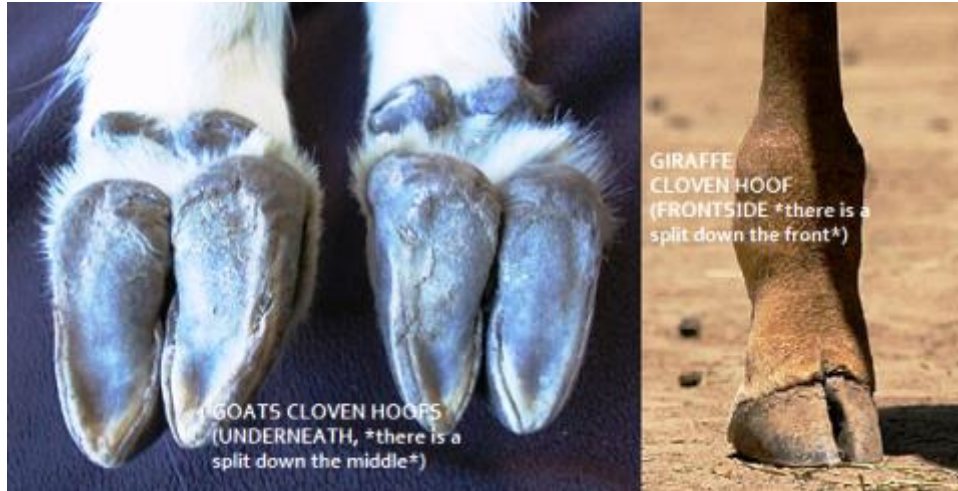 GOATS CLOVEN HOOFS
(UNDERNEATH, *there is a
split down the middle*)
GIRAFFE
CLOVEN HOOF
(FRONTSIDE *there is a
split down the front*)